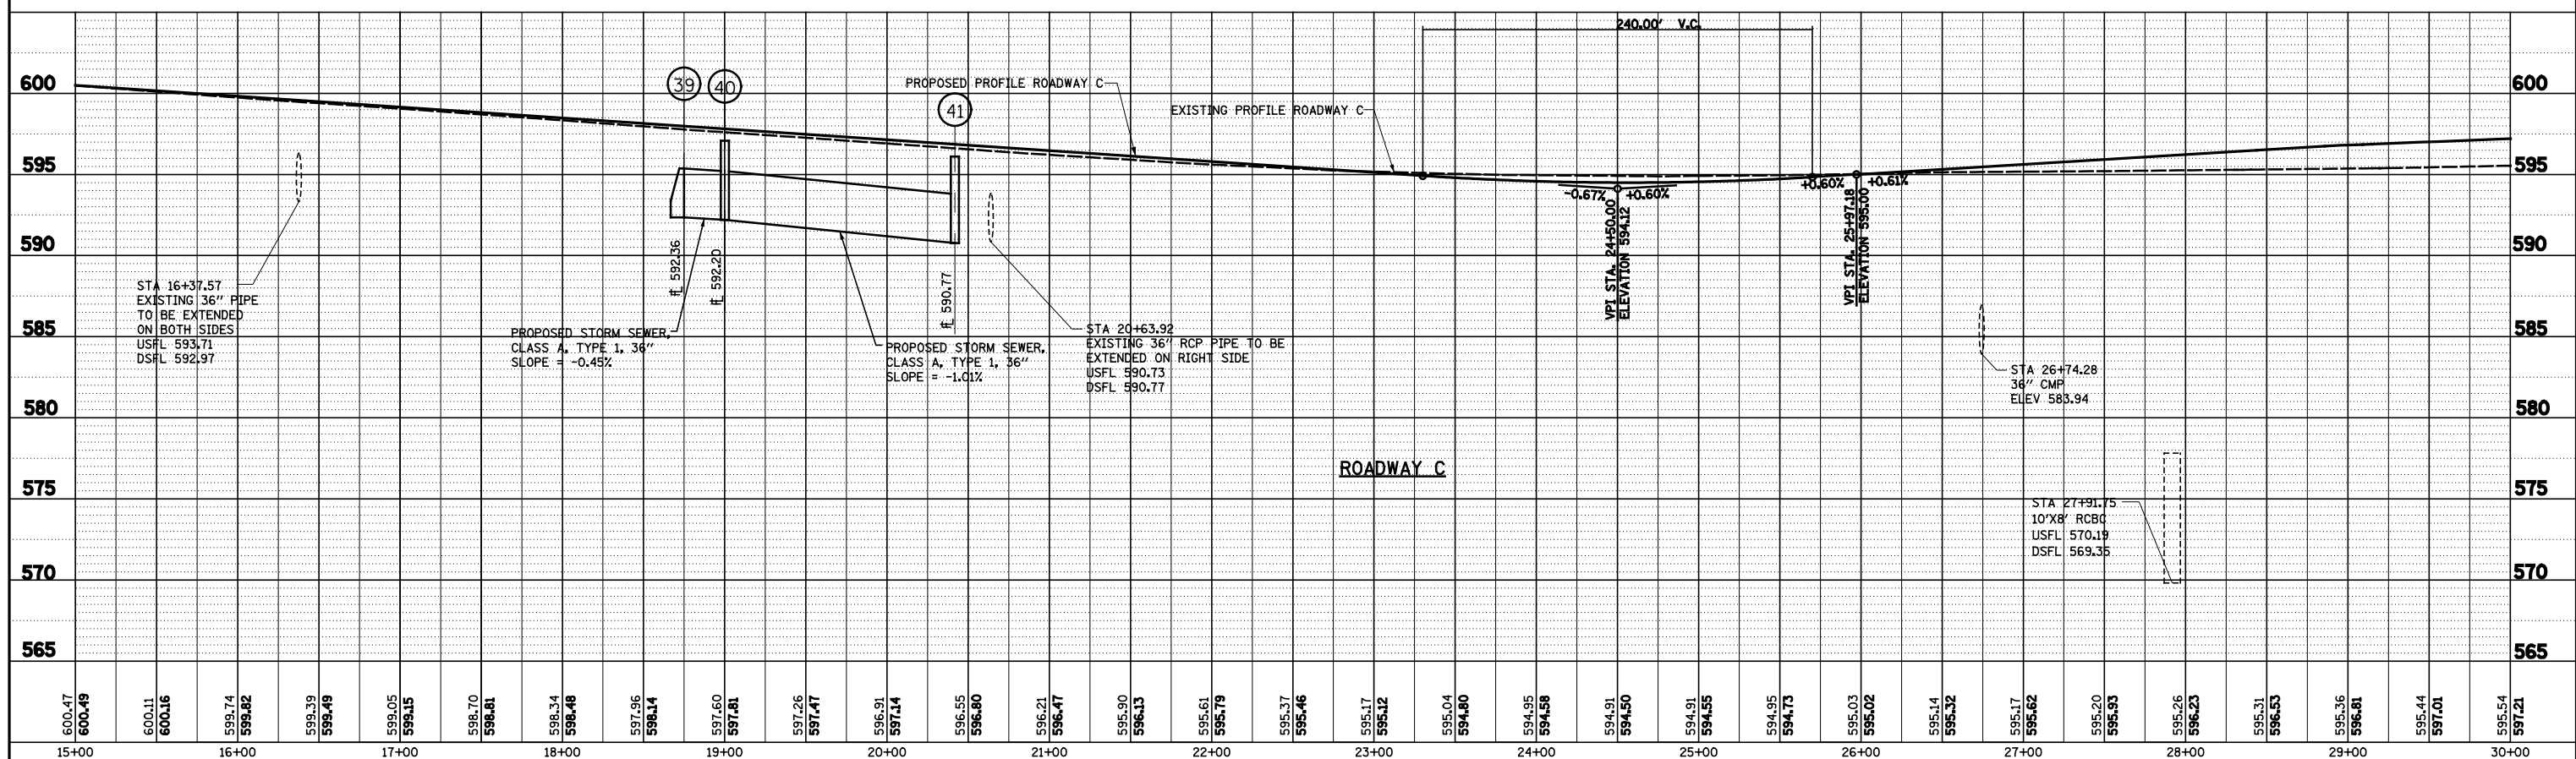 240.00' V.C.
600
39
40
PROPOSED PROFILE ROADWAY C
600
41
EXISTING PROFILE ROADWAY C
595
595
-0.67%
+0.60%
+0.60%
+0.61%
VPI STA. 24+50.00
ELEVATION 594.12
VPI STA. 25+97.18
ELEVATION 595.00
590
590
FL 592.36
FL 592.20
FL 590.77
STA 16+37.57
EXISTING 36" PIPE
TO BE EXTENDED
ON BOTH SIDES
USFL 593.71
DSFL 592.97
585
585
PROPOSED STORM SEWER,
CLASS A, TYPE 1, 36"
SLOPE = -0.45%
PROPOSED STORM SEWER,
CLASS A, TYPE 1, 36"
SLOPE = -1.01%
STA 20+63.92
EXISTING 36" RCP PIPE TO BE
EXTENDED ON RIGHT SIDE
USFL 590.73
DSFL 590.77
STA 26+74.28
36" CMP
ELEV 583.94
580
580
ROADWAY C
575
575
STA 27+91.75
10'X8' RCBC
USFL 570.19
DSFL 569.35
570
570
565
565
600.47
600.49
600.11
600.16
599.74
599.82
599.39
599.49
599.05
599.15
598.70
598.81
598.34
598.48
597.96
598.14
597.60
597.81
597.26
597.47
596.91
597.14
596.55
596.80
596.21
596.47
595.90
596.13
595.61
595.79
595.37
595.46
595.17
595.12
595.04
594.80
594.95
594.58
594.91
594.50
594.91
594.55
594.95
594.73
595.03
595.02
595.14
595.32
595.17
595.62
595.20
595.93
595.26
596.23
595.31
596.53
595.36
596.81
595.44
597.01
595.54
597.21
15+00 16+00 17+00 18+00 19+00 20+00 21+00 22+00 23+00 24+00 25+00 26+00 27+00 28+00 29+00 30+00